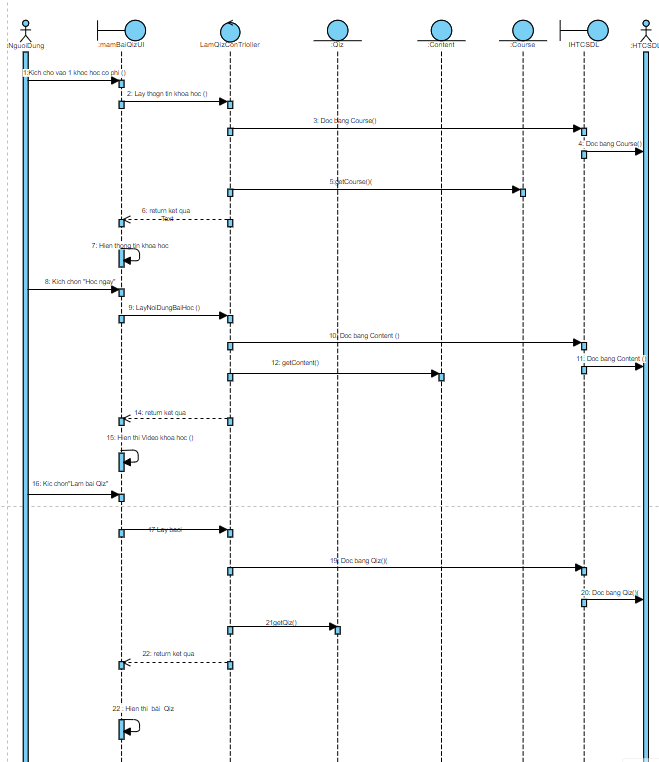 :NguoiDung
:mamBaiQizUI
LamQizConTrloller
:Qiz
:Content
:Course
IHTCSDL
:HTCSDL
1:Kich cho vao 1 khoc hoc co phi ()
2: Lay thogn tin khoa hoc ()
3: Doc bang Course()
4: Doc bang Course()
5:getCourse()(
6: return ket qua
Text
7: Hien thong tin khoa hoc
8: Kich chon "Hoc ngay"
9: LayNoiDungBaiHoc ()
10: Doc bang Content ()
11: Doc bang Content ()
12: getContent()
14: return ket qua
15: Hien thi Video khoa hoc ()
16: Kic chon"Lam bai Qiz"
17 Lay baoi
19: Doc bang Qiz()(
20: Doc bang Qiz()(
21getQiz()
22: return ket qua
22 : Hien thi bài Qiz